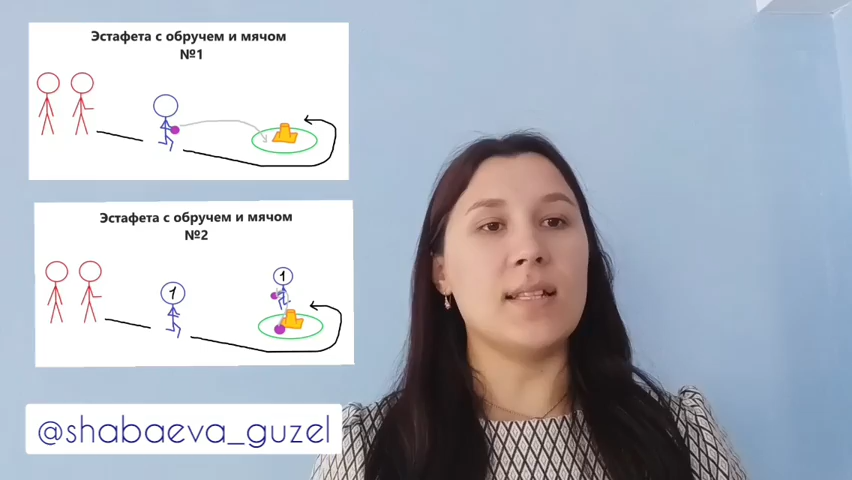 Эстафета с обручем и мячом
№1
Эстафета с обручем и мячом
№2
1
1
@shabaeva_guzel